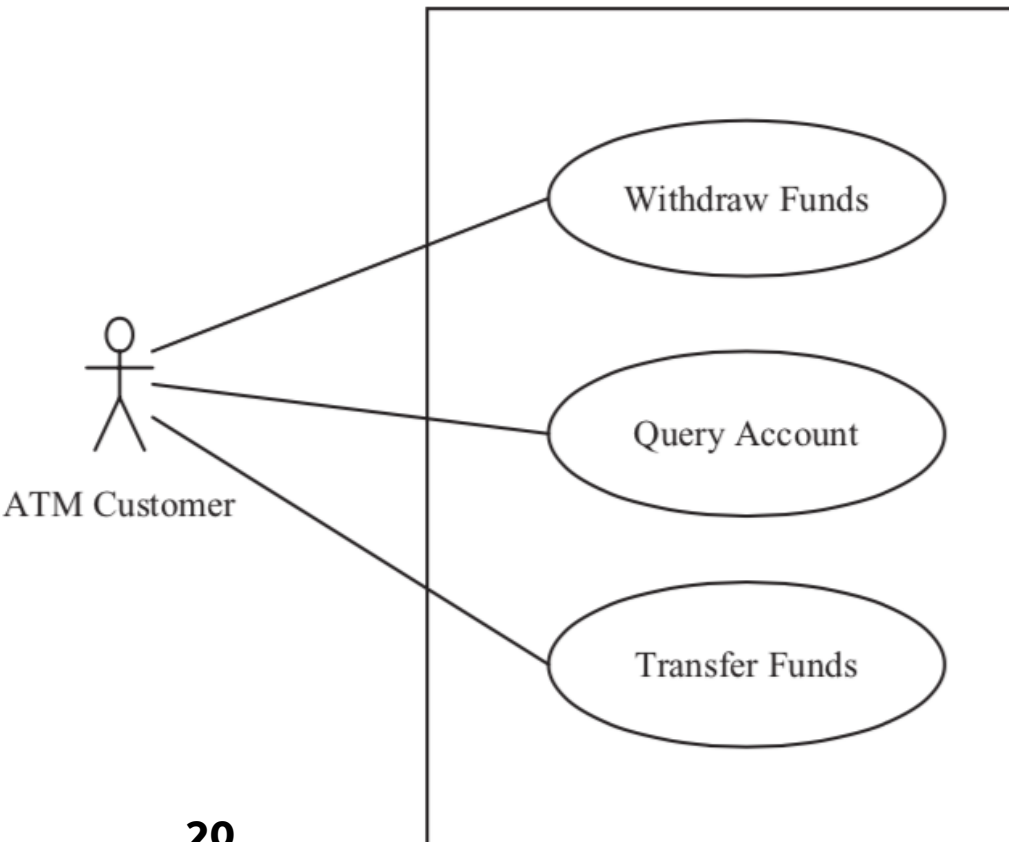 Withdraw Funds
Query Account
ATM Customer
Transfer Funds
20